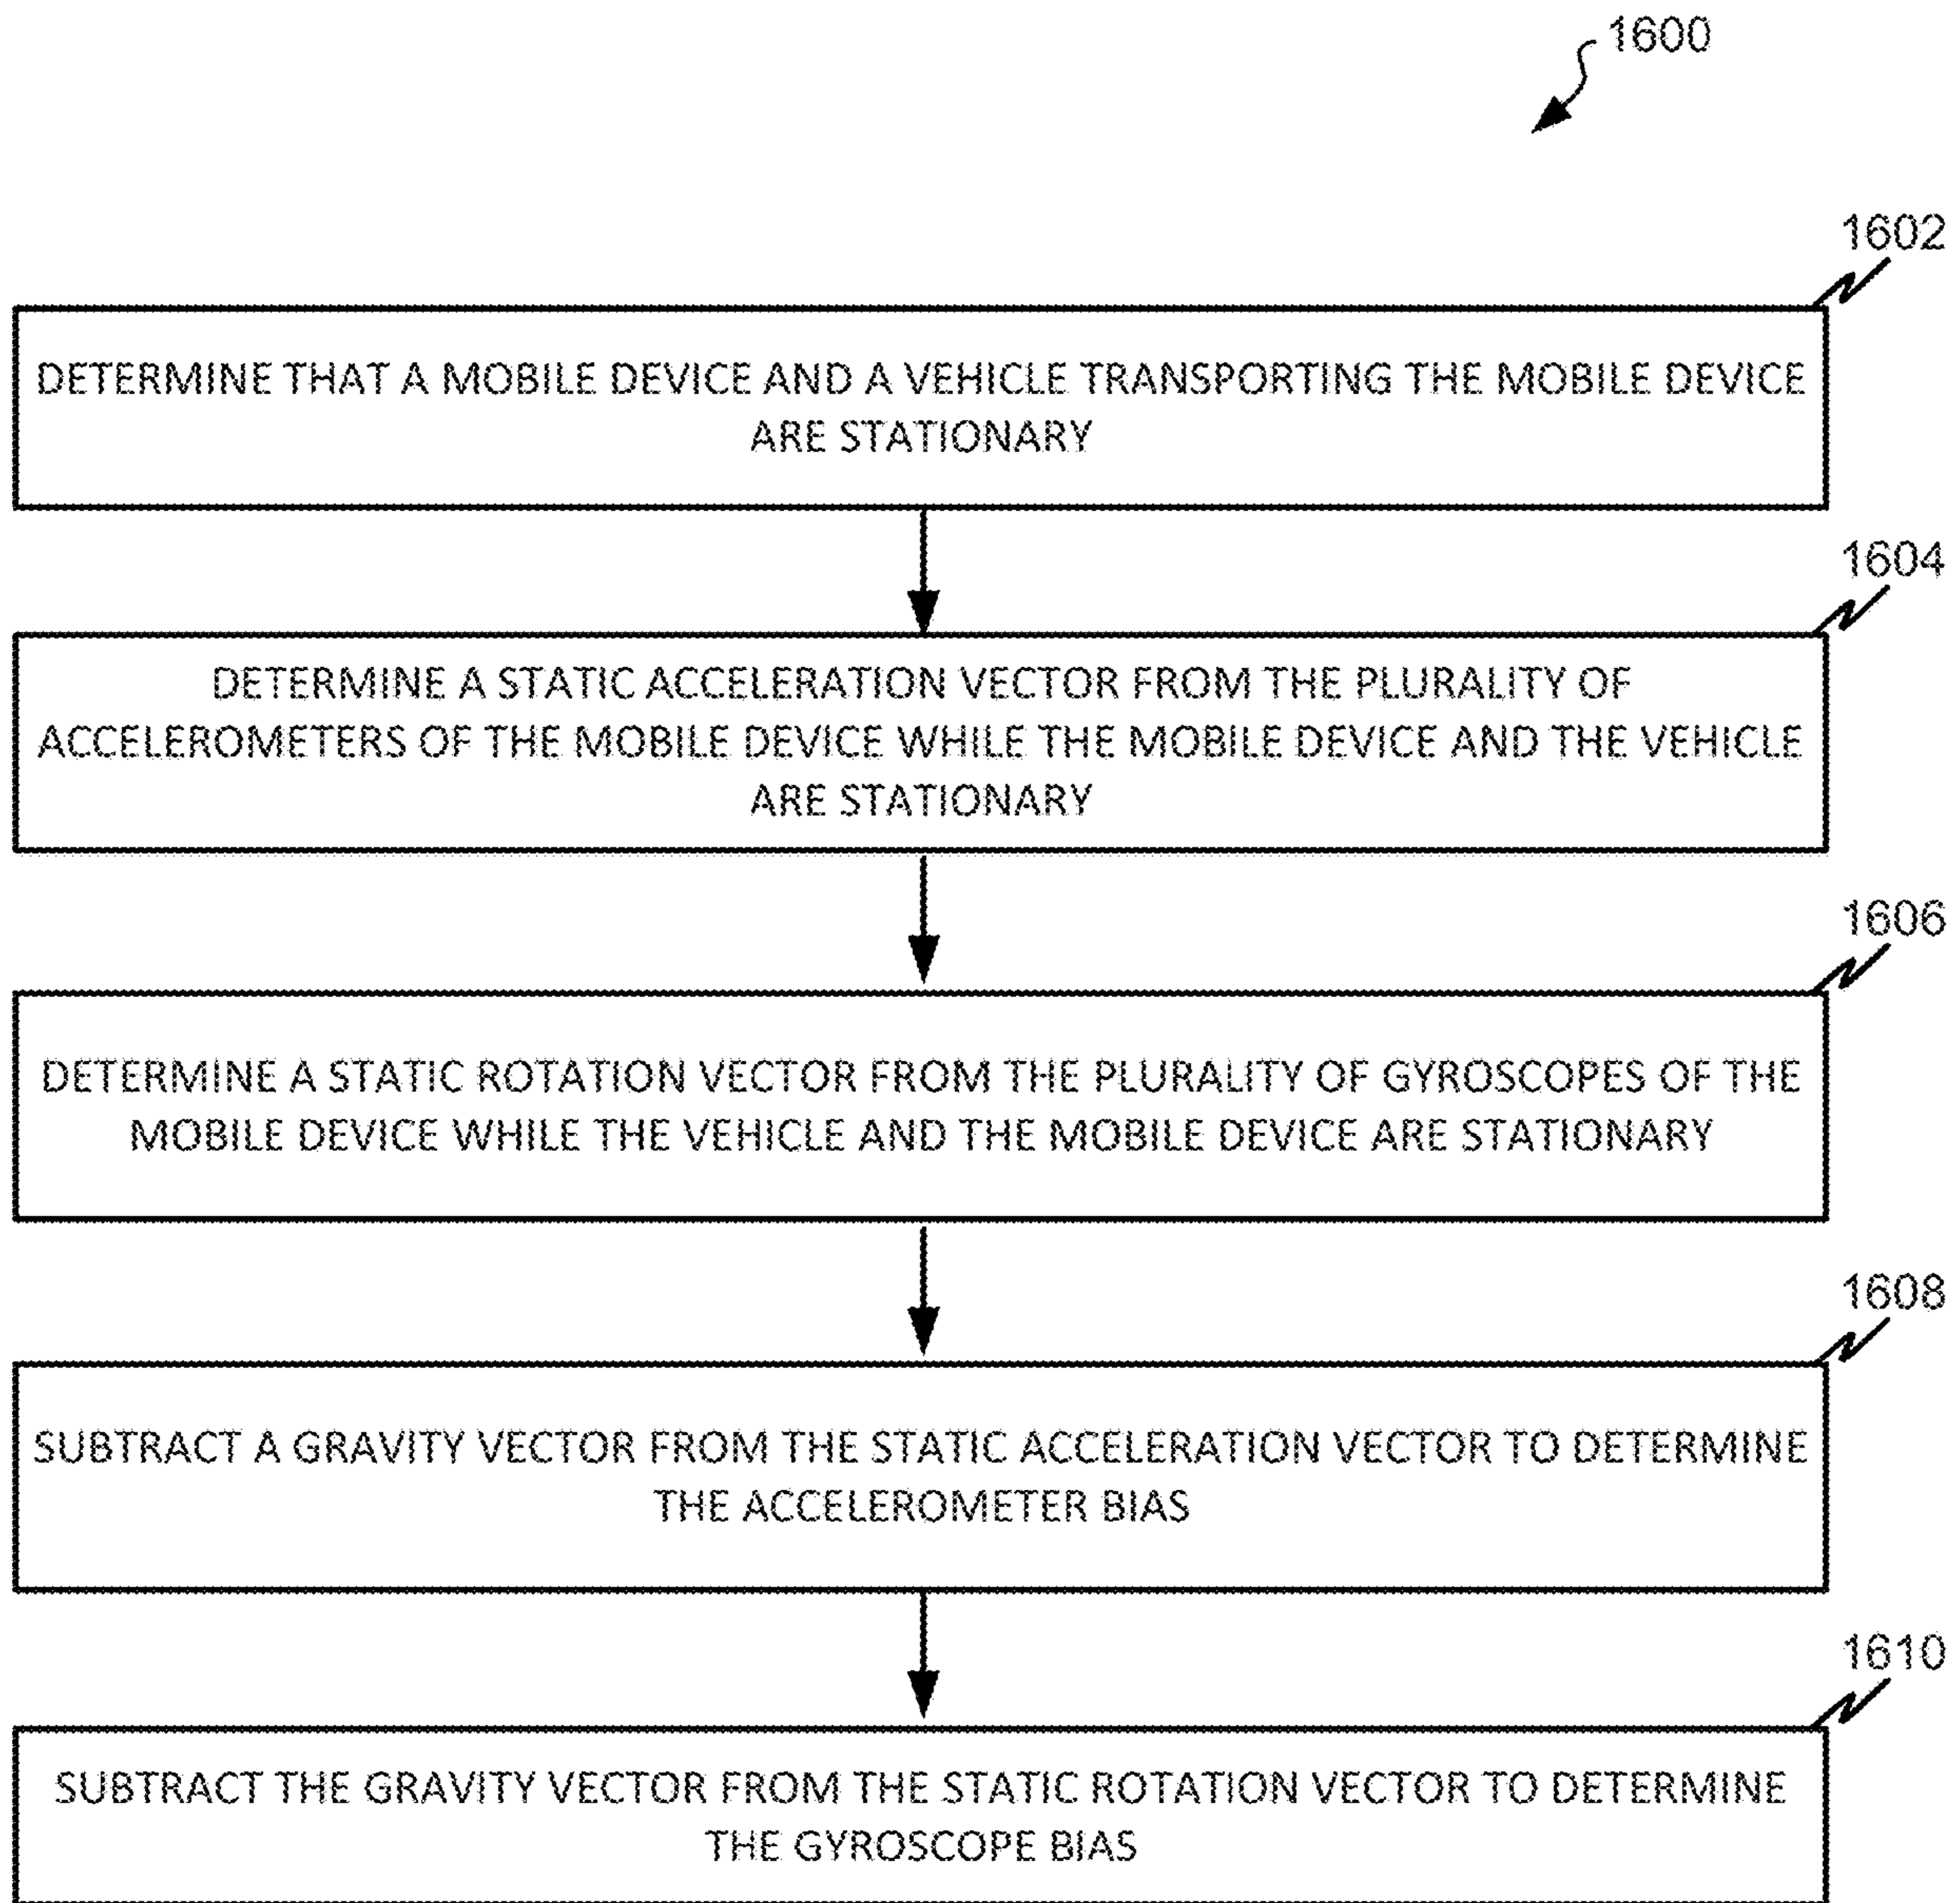 1600
1602
DETERMINE THAT A MOBILE DEVICE AND A VEHICLE TRANSPORTING THE MOBILE DEVICE
ARE STATIONARY
1604
DETERMINE A STATIC ACCELERATION VECTOR FROM THE PLURALITY OF
ACCELEROMETERS OF THE MOBILE DEVICE WHILE THE MOBILE DEVICE AND THE VEHICLE
ARE STATIONARY
1606
DETERMINE A STATIC ROTATION VECTOR FROM THE PLURALITY OF GYROSCOPES OF THE
MOBILE DEVICE WHILE THE VEHICLE AND THE MOBILE DEVICE ARE STATIONARY
1608
SUBTRACT A GRAVITY VECTOR FROM THE STATIC ACCELERATION VECTOR TO DETERMINE
THE ACCELEROMETER BIAS
1610
SUBTRACT THE GRAVITY VECTOR FROM THE STATIC ROTATION VECTOR TO DETERMINE
THE GYROSCOPE BIAS